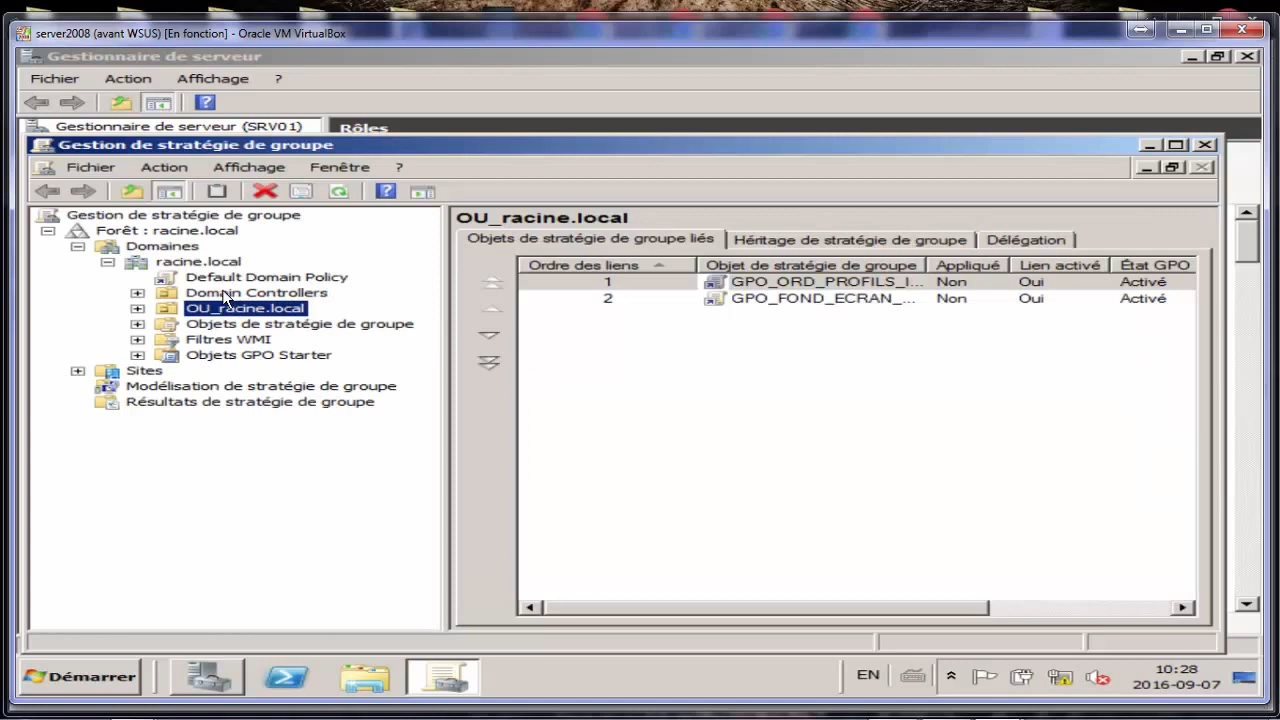 server2008 (avant WSUS) [En fonction] - Oracle VM VirtualBox
Gestionnaire de serveur
Fichier Action Affichage ?
Gestionnaire de serveur (SRV01) Rôles
Gestion de stratégie de groupe
Fichier Action Affichage Fenêtre ?
Gestion de stratégie de groupe
Forêt : racine.local
Domaines
racine.local
Default Domain Policy
Domain Controllers
OU_racine.local
Objets de stratégie de groupe
Filtres WMI
Objets GPO Starter
Sites
Modélisation de stratégie de groupe
Résultats de stratégie de groupe
OU_racine.local
Objets de stratégie de groupe liés Héritage de stratégie de groupe Délégation
Ordre des liens Objet de stratégie de groupe Appliqué Lien activé État GPO
1 GPO_ORD_PROFILS_I... Non Oui Activé
2 GPO_FOND_ECRAN_... Non Oui Activé
Démarrer EN 10:28
2016-09-07